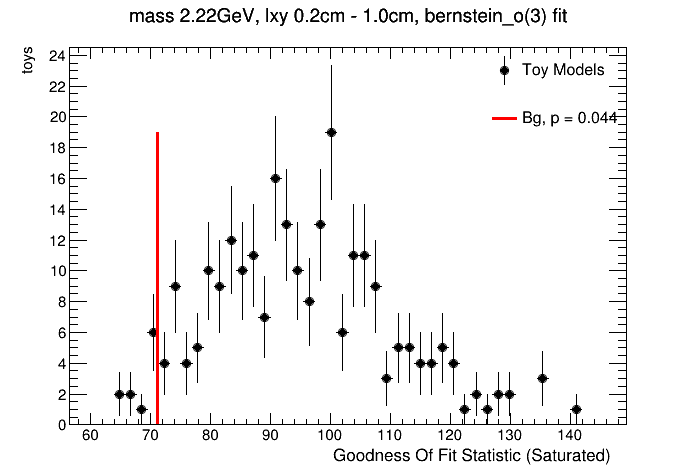 mass 2.22GeV, lxy 0.2cm - 1.0cm, bernstein_o(3) fit
toys
24
22
20
18
16
14
12
10
8
6
4
2
0
Toy Models
Bg, p = 0.044
60 70 80 90 100 110 120 130 140
Goodness Of Fit Statistic (Saturated)